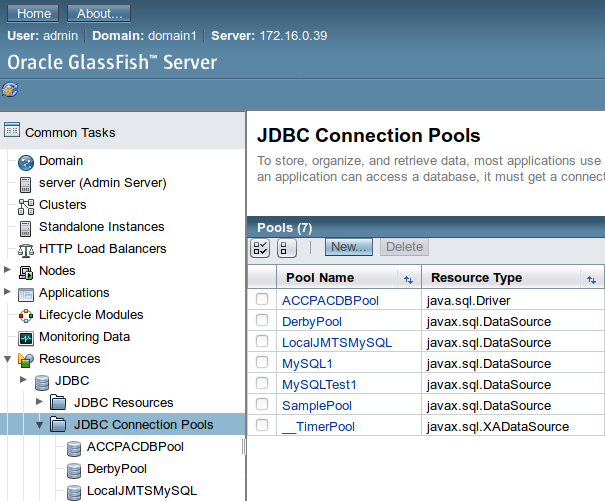 Home About...
User: admin Domain: domain1 Server: 172.16.0.39
Oracle GlassFish™ Server
Common Tasks
Domain
server (Admin Server)
Clusters
Standalone Instances
HTTP Load Balancers
Nodes
Applications
Lifecycle Modules
Monitoring Data
Resources
JDBC
JDBC Resources
JDBC Connection Pools
ACCPACDBPool
DerbyPool
LocalJMTSMySQL
JDBC Connection Pools
To store, organize, and retrieve data, most applications use
an application can access a database, it must get a connect
Pools (7)
New... Delete
Pool Name Resource Type
ACCPACDBPool java.sql.Driver
DerbyPool javax.sql.DataSource
LocalJMTSMySQL javax.sql.DataSource
MySQL1 javax.sql.DataSource
MySQLTest1 javax.sql.DataSource
SamplePool javax.sql.DataSource
__TimerPool javax.sql.XADataSource